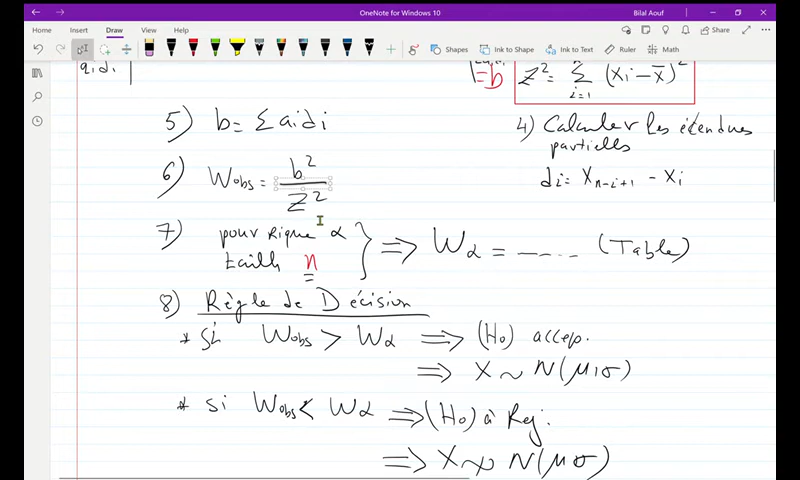 OneNote for Windows 10
Bilal Aouf
Home Insert Draw View Help
Share
Shapes Ink to Shape Ink to Text Ruler Math
aidi
= b
Z² = Σ (xi - x̄)²
i=1
5) b = Σ aidi
4) Calculer les étendues
partielles
di = Xn-i+1 - Xi
6) Wobs = b² / Z²
7) pour Rique α
taille n
⇒ Wα = ------- (Table)
8) Règle de Décision
* Si Wobs > Wα ⇒ (H0) accep.
⇒ X ~ N(μ, σ)
* si Wobs < Wα ⇒ (H0) à Rej.
⇒ X ≁ N(μ σ)